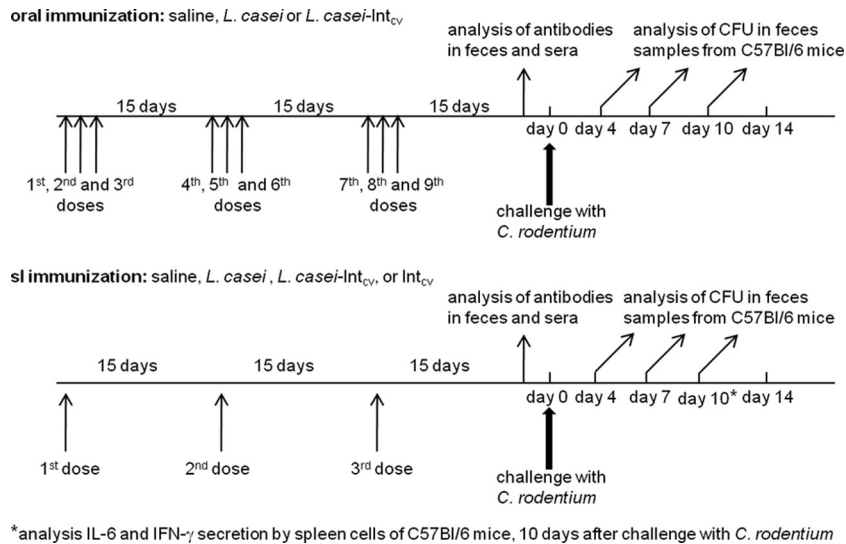 oral immunization: saline, L. casei or L. casei-Intcv
analysis of antibodies
in feces and sera
analysis of CFU in feces
samples from C57Bl/6 mice
15 days
15 days
15 days
day 0 day 4 day 7 day 10 day 14
1st, 2nd and 3rd
doses
4th, 5th and 6th
doses
7th, 8th and 9th
doses
challenge with
C. rodentium
sl immunization: saline, L. casei , L. casei-Intcv, or Intcv
analysis of antibodies
in feces and sera
analysis of CFU in feces
samples from C57Bl/6 mice
15 days
15 days
15 days
day 0 day 4 day 7 day 10* day 14
1st dose
2nd dose
3rd dose
challenge with
C. rodentium
*analysis IL-6 and IFN-γ secretion by spleen cells of C57Bl/6 mice, 10 days after challenge with C. rodentium